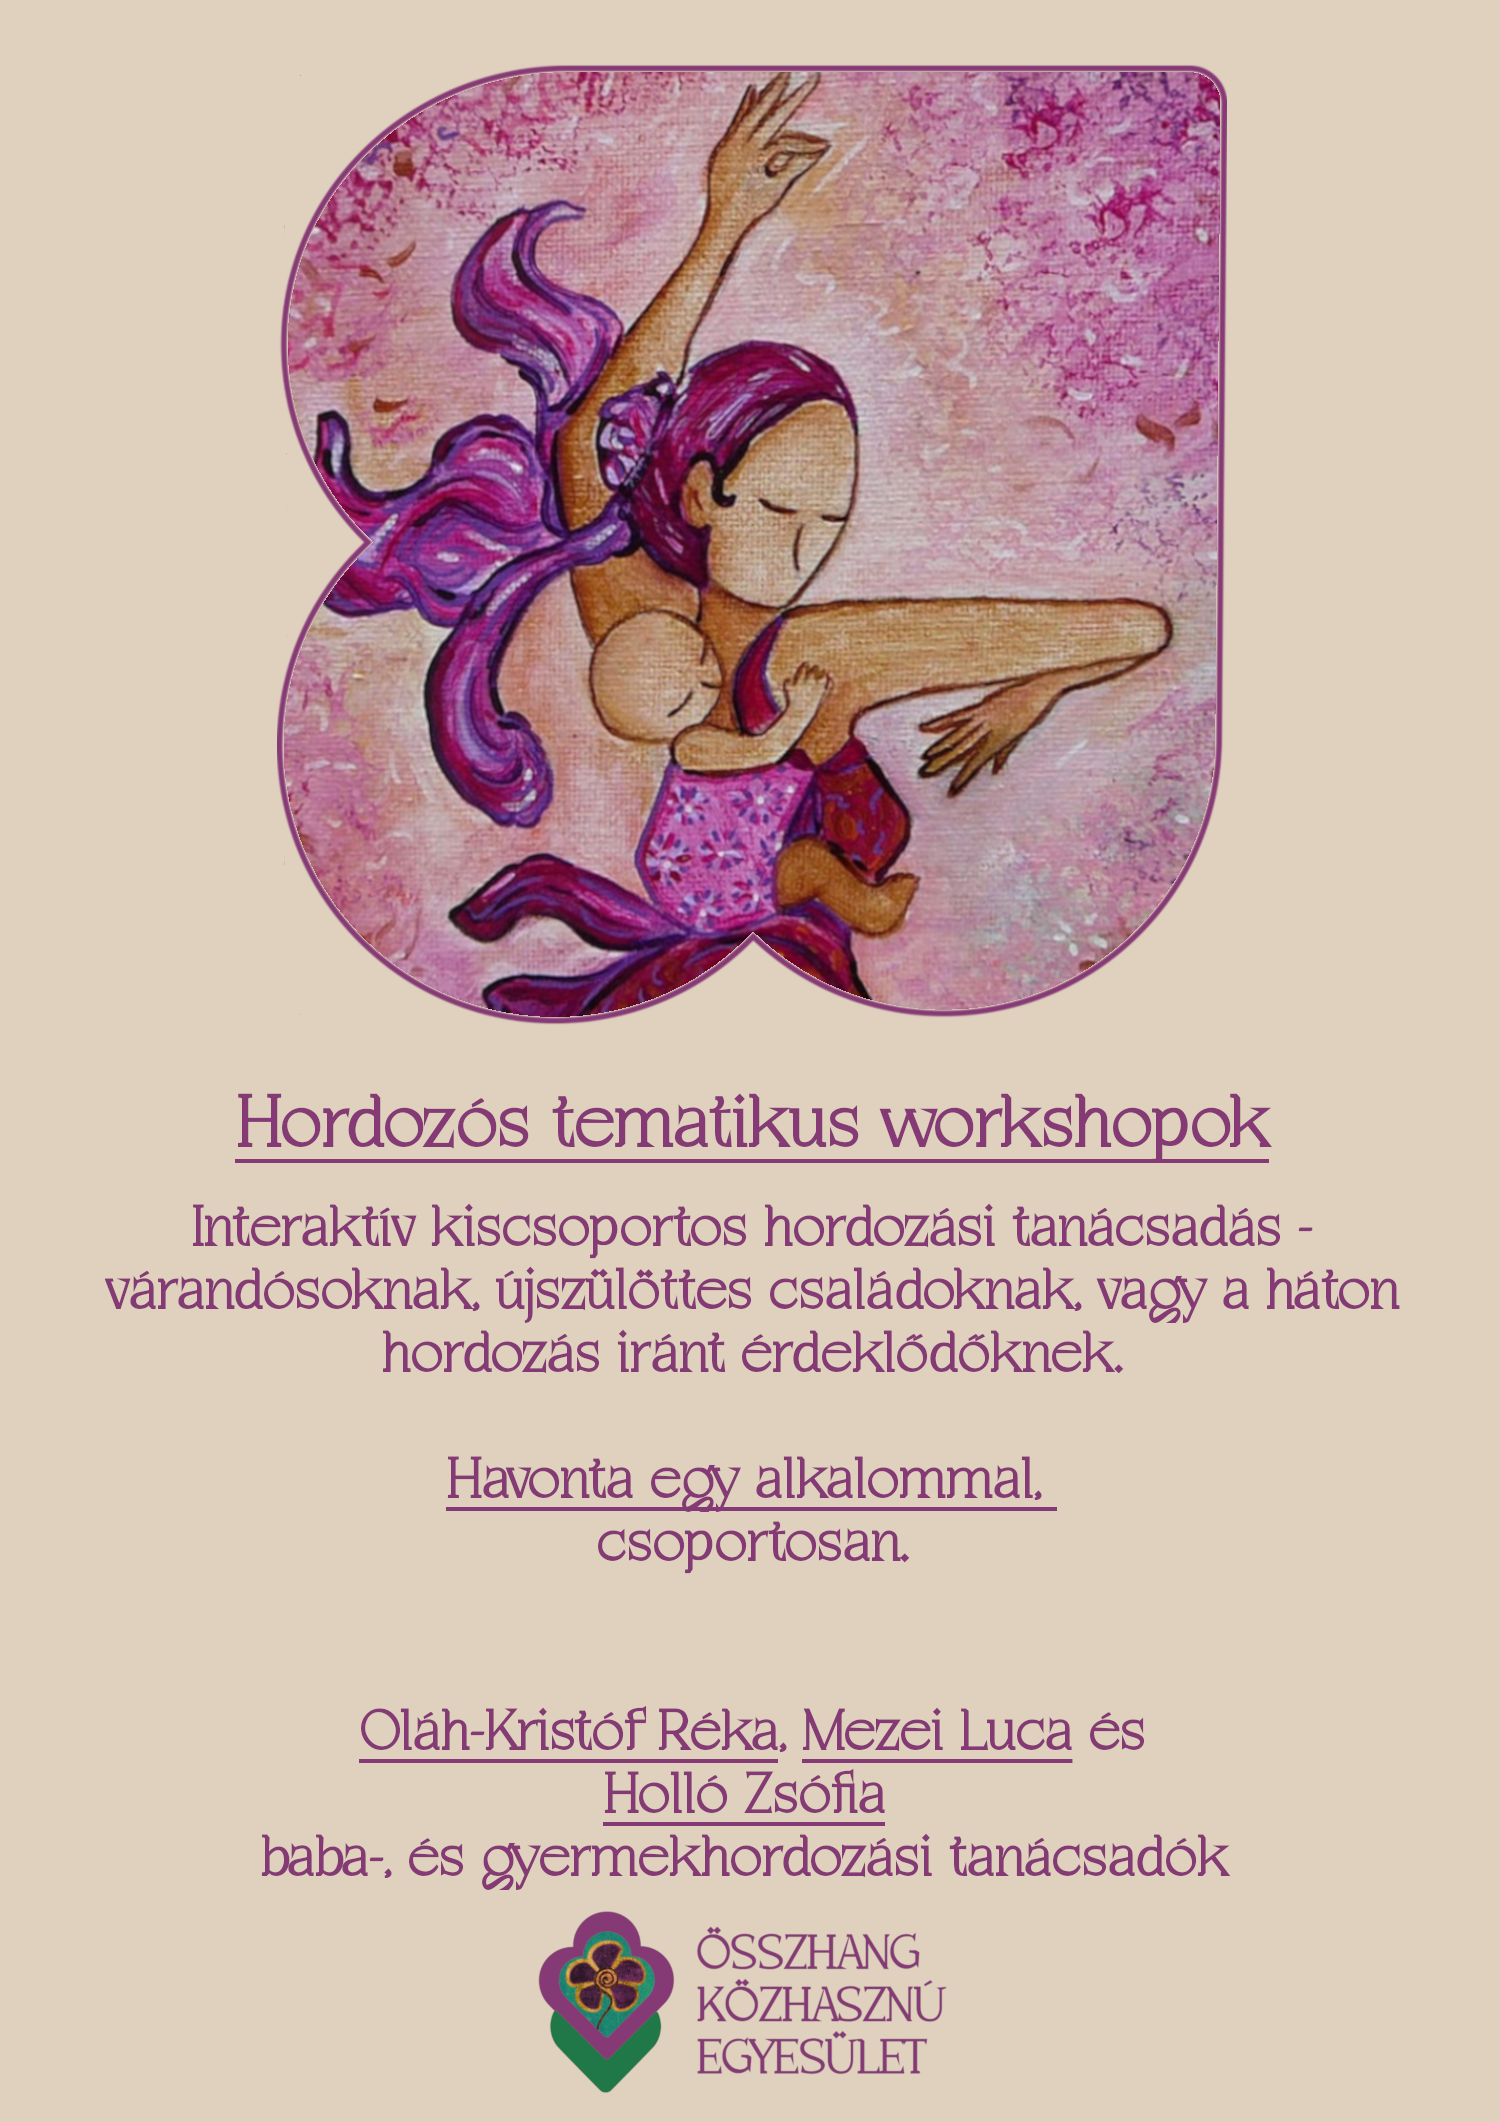 Hordozós tematikus workshopok
Interaktív kiscsoportos hordozási tanácsadás -
várandósoknak, újszülöttes családoknak, vagy a háton
hordozás iránt érdeklődőknek.
Havonta egy alkalommal,
csoportosan.
Oláh-Kristóf Réka, Mezei Luca és
Holló Zsófia
baba-, és gyermekhordozási tanácsadók
ÖSSZHANG
KÖZHASZNÚ
EGYESÜLET